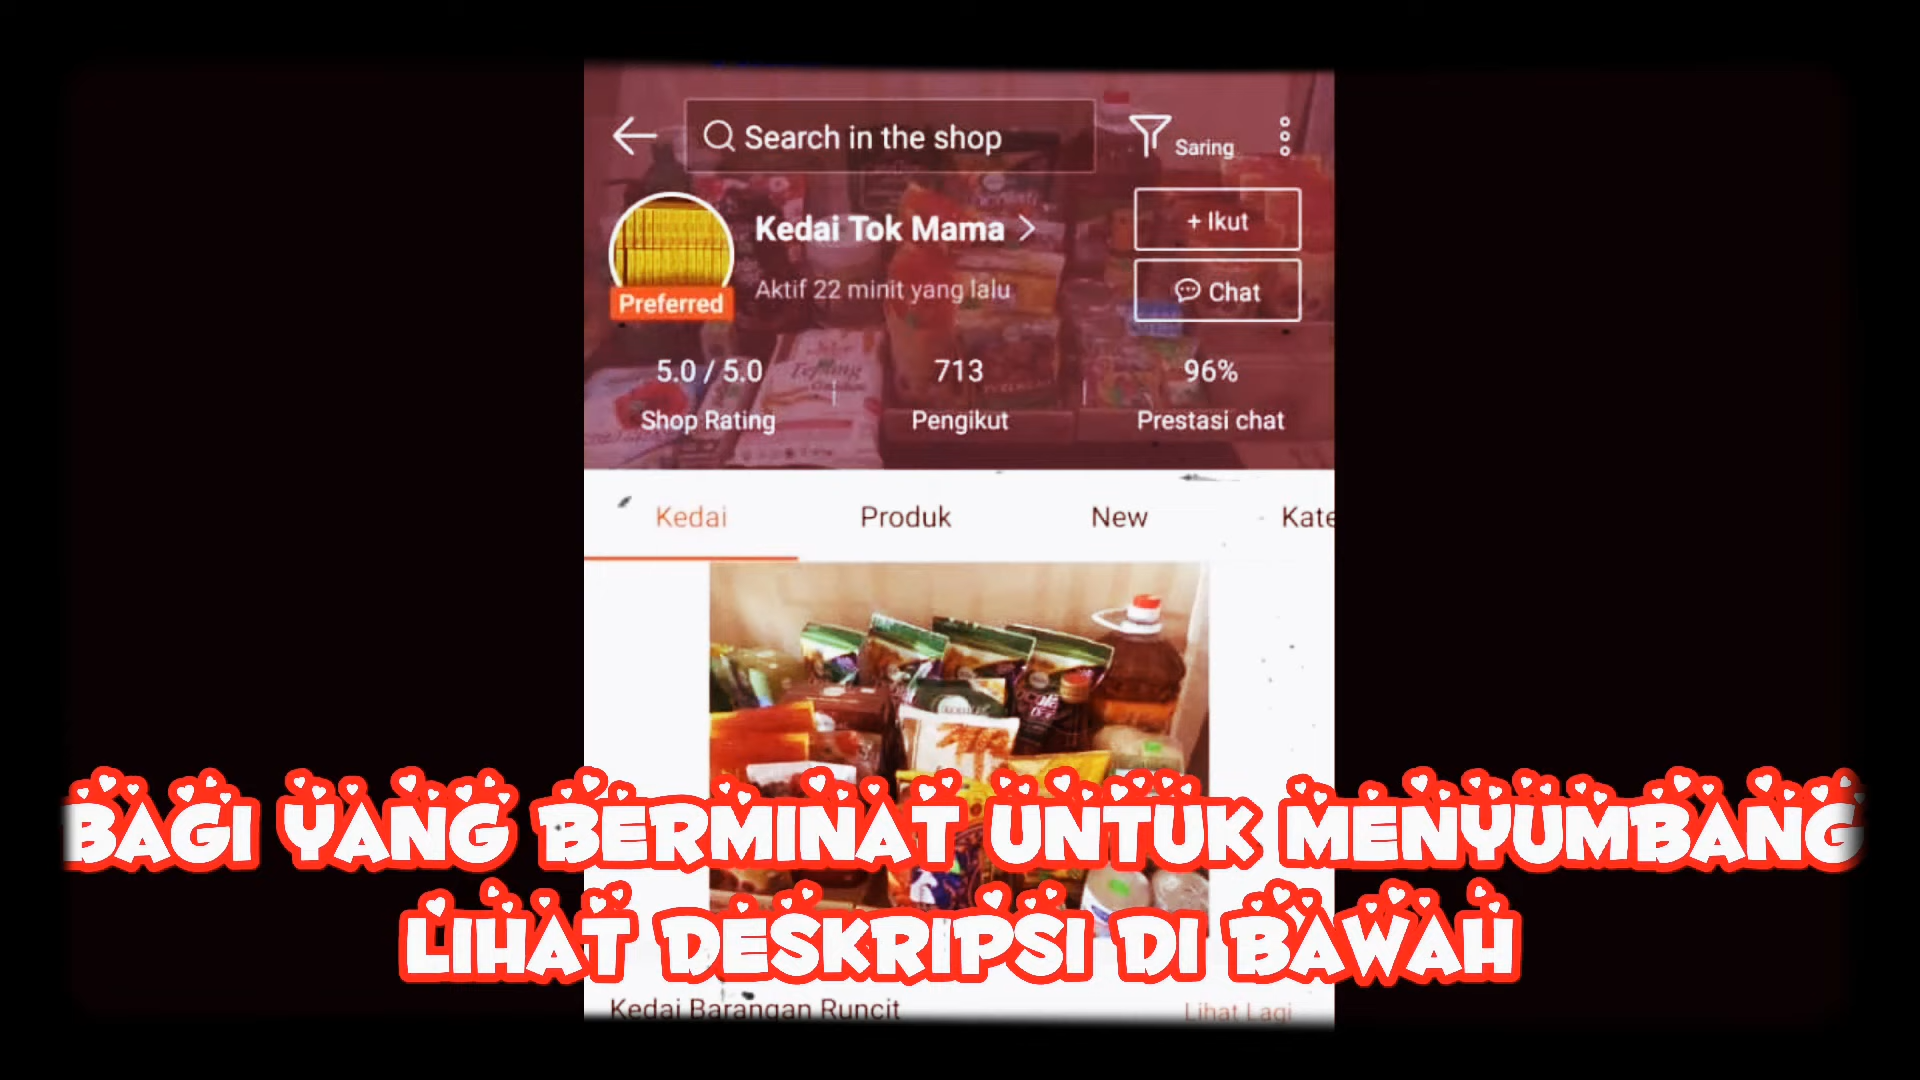 Search in the shop
Saring
Kedai Tok Mama
+ Ikut
Preferred
Aktif 22 minit yang lalu
Chat
5.0 / 5.0
713
96%
Shop Rating
Pengikut
Prestasi chat
Kedai
Produk
New
Kate
BAGI YANG BERMINAT UNTUK MENYUMBANG
LIHAT DESKRIPSI DI BAWAH
Kedai Barangan Runcit
Lihat Lagi